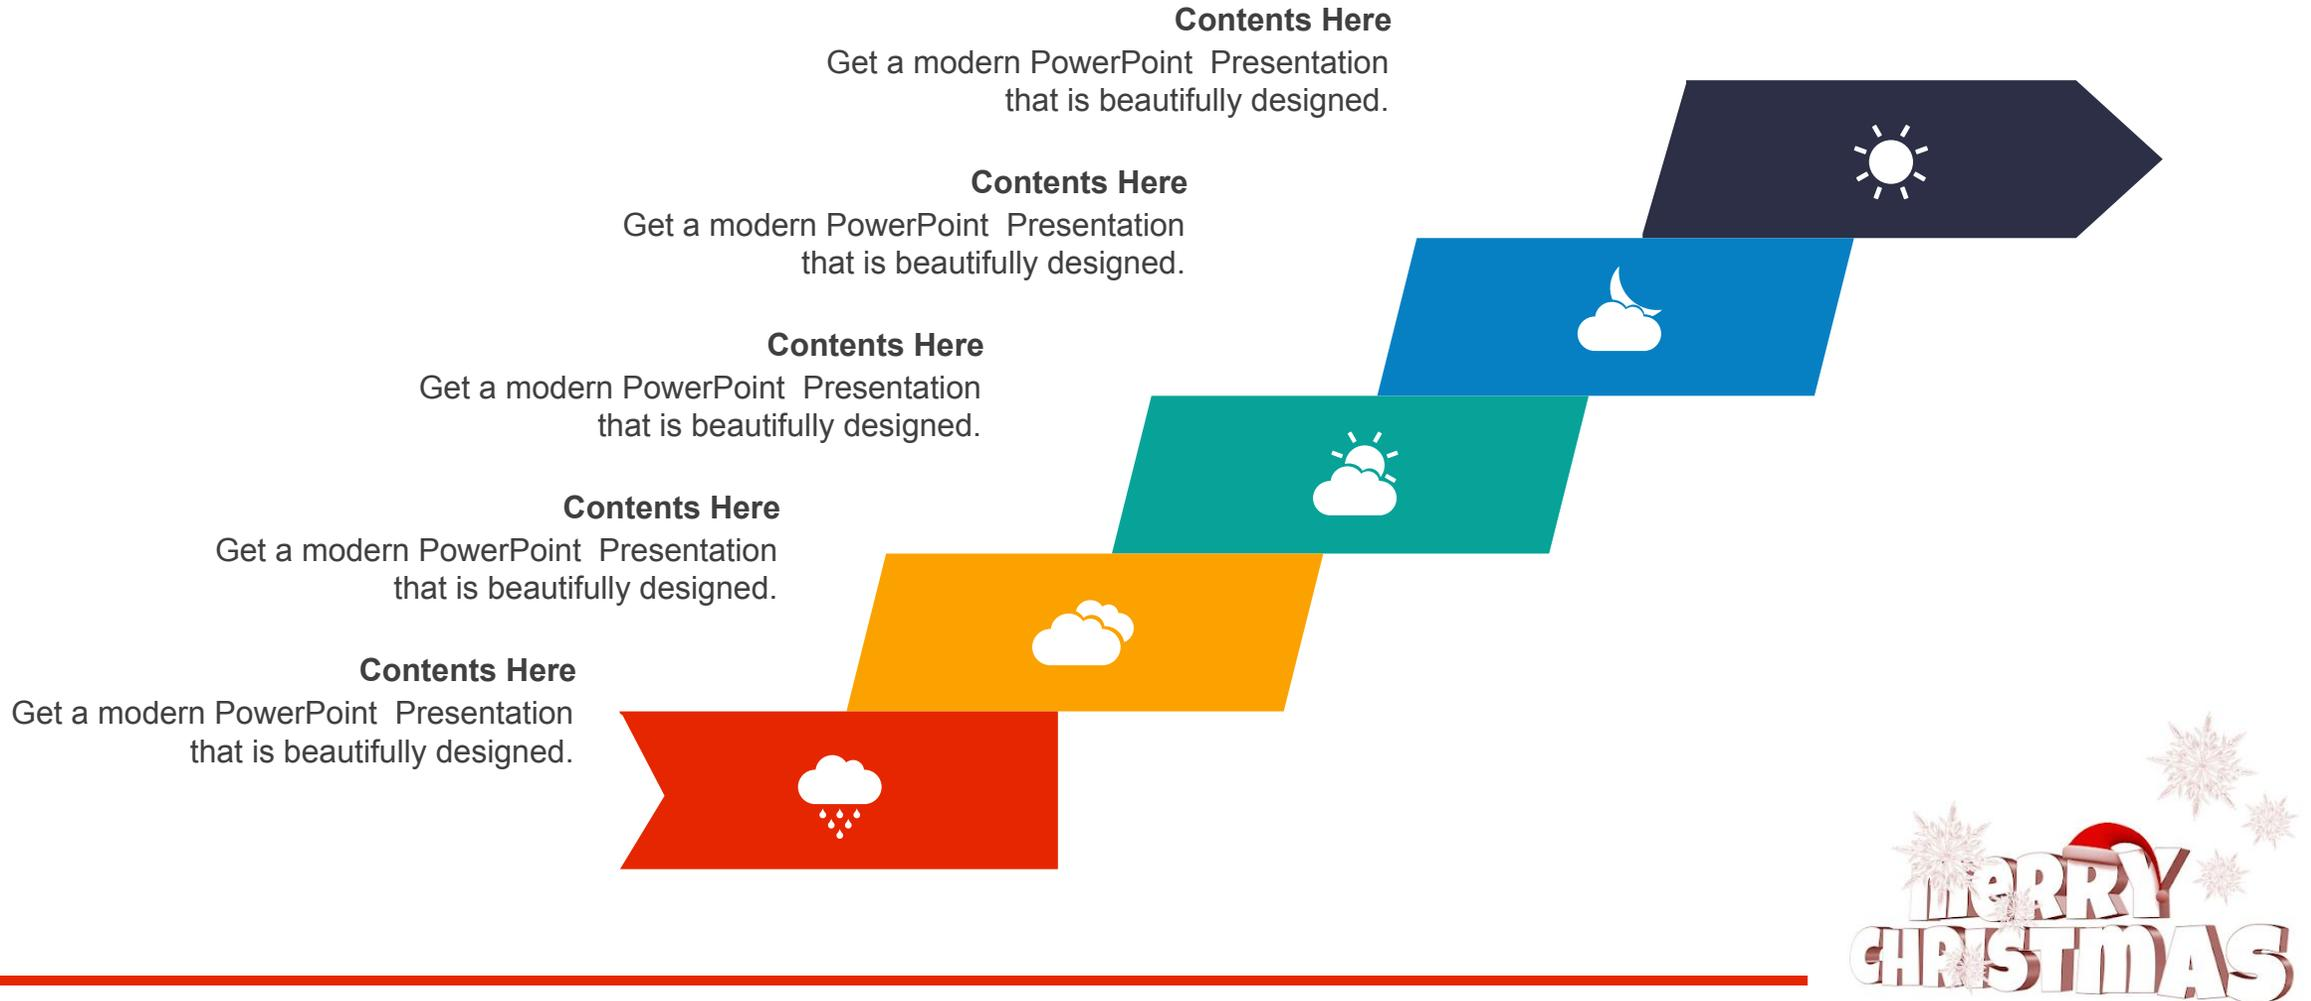 Contents Here
Get a modern PowerPoint  Presentation
that is beautifully designed.
Contents Here
Get a modern PowerPoint  Presentation
that is beautifully designed.
Contents Here
Get a modern PowerPoint  Presentation
that is beautifully designed.
Contents Here
Get a modern PowerPoint  Presentation
that is beautifully designed.
Contents Here
Get a modern PowerPoint  Presentation
that is beautifully designed.
MeRRY
CHRISTMAS